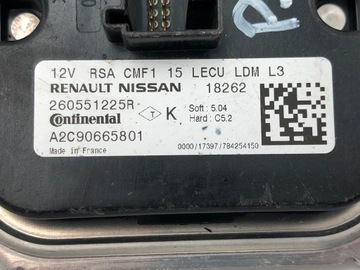 12V RSA CMF1 15 LECU LDM L3
RENAULT NISSAN 18262
260551225R
Continental T K Soft : 5.04
Hard : C5.2
A2C90665801
Made in France 0000/17397/784254150